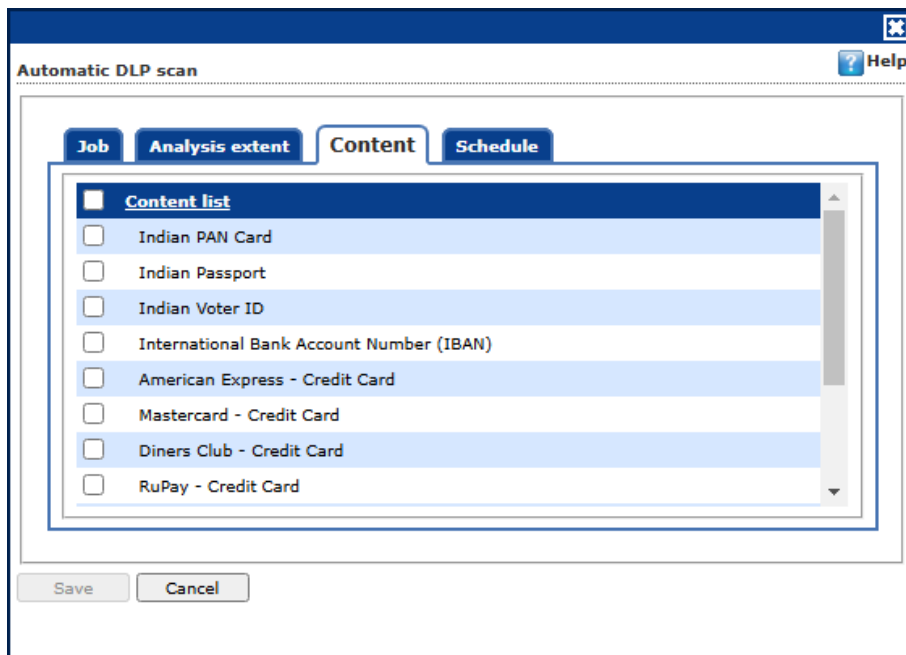 Automatic DLP scan
Help
Job Analysis extent Content Schedule
Content list
Indian PAN Card
Indian Passport
Indian Voter ID
International Bank Account Number (IBAN)
American Express - Credit Card
Mastercard - Credit Card
Diners Club - Credit Card
RuPay - Credit Card
Save Cancel